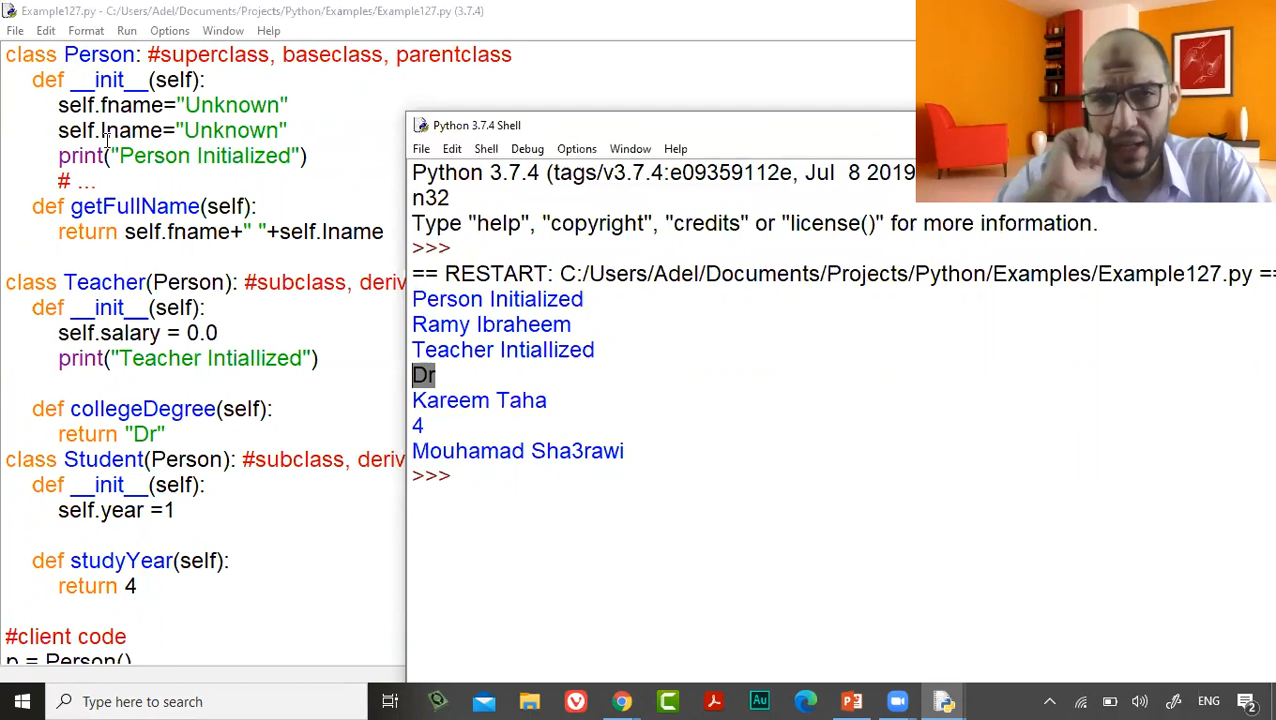 Example127.py - C:/Users/Adel/Documents/Projects/Python/Examples/Example127.py (3.7.4)
File Edit Format Run Options Window Help
class Person: #superclass, baseclass, parentclass
def __init__(self):
self.fname="Unknown"
self.lname="Unknown"
print("Person Initialized")
# ...
def getFullName(self):
return self.fname+" "+self.lname
class Teacher(Person): #subclass, deriv
def __init__(self):
self.salary = 0.0
print("Teacher Intiallized")
def collegeDegree(self):
return "Dr"
class Student(Person): #subclass, deriv
def __init__(self):
self.year =1
def studyYear(self):
return 4
#client code
p = Person()
Python 3.7.4 Shell
File Edit Shell Debug Options Window Help
Python 3.7.4 (tags/v3.7.4:e09359112e, Jul 8 2019
n32
Type "help", "copyright", "credits" or "license()" for more information.
>>>
== RESTART: C:/Users/Adel/Documents/Projects/Python/Examples/Example127.py ==
Person Initialized
Ramy Ibraheem
Teacher Intiallized
Dr
Kareem Taha
4
Mouhamad Sha3rawi
>>>
Type here to search
Au
ENG
2